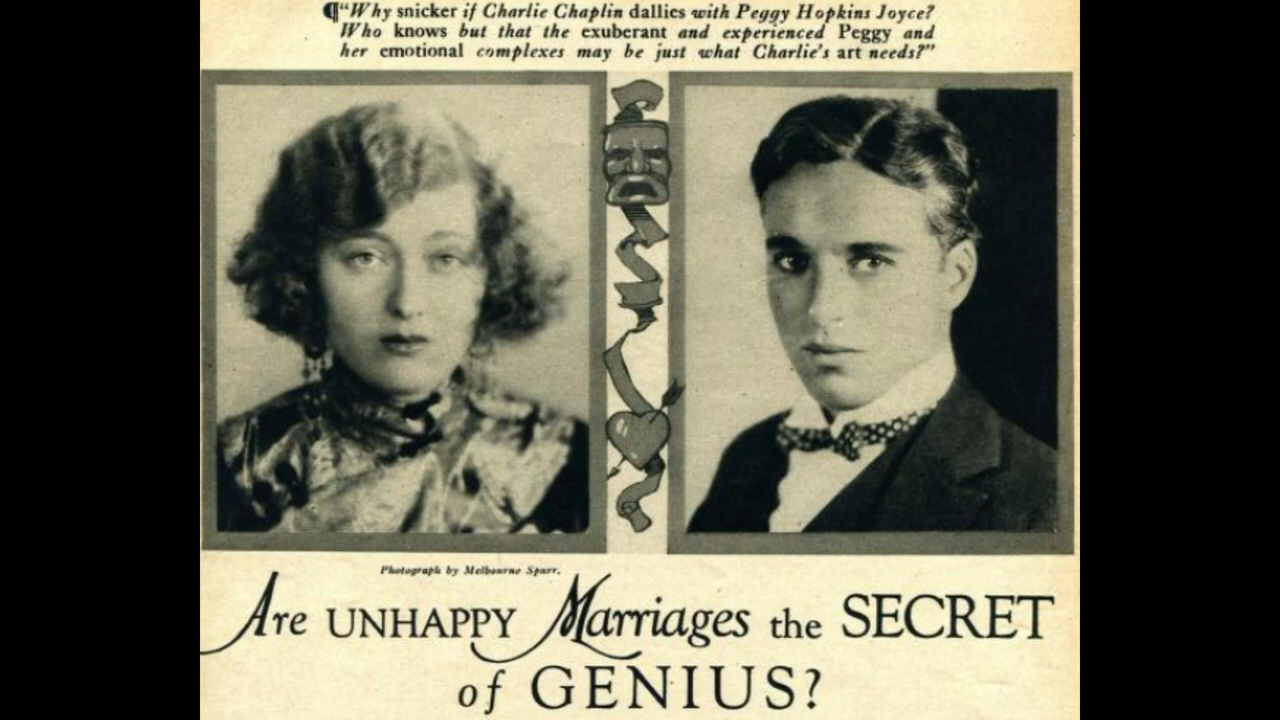 ¶"Why snicker if Charlie Chaplin dallies with Peggy Hopkins Joyce?
Who knows but that the exuberant and experienced Peggy and
her emotional complexes may be just what Charlie's art needs?"
Photograph by Melbourne Spurr.
Are UNHAPPY Marriages the SECRET
of GENIUS?